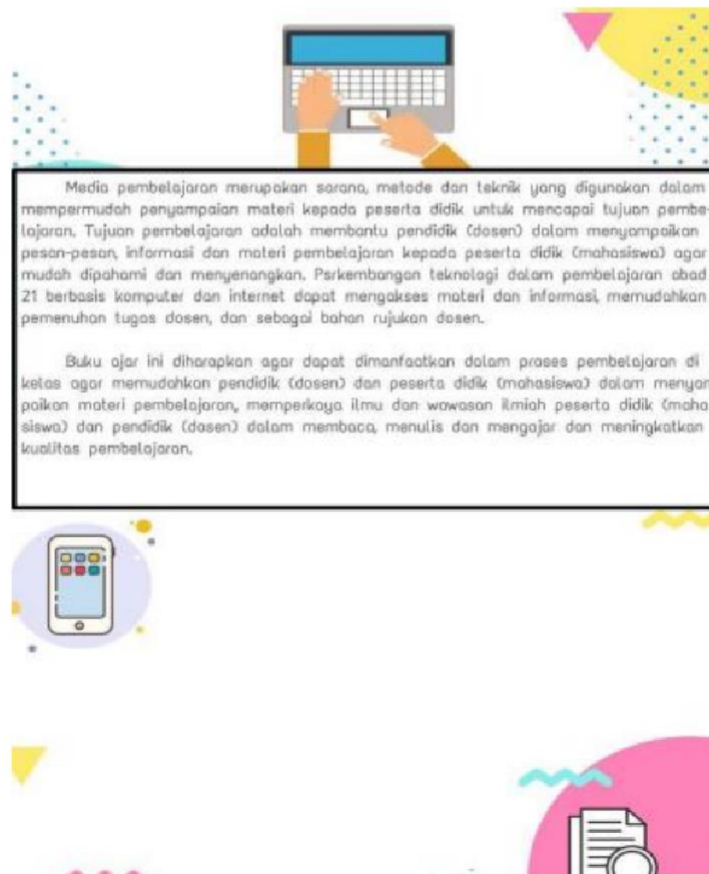 Media pembelajaran merupakan sarana, metode dan teknik yang digunakan dalam
mempermudah penyampaian materi kepada peserta didik untuk mencapai tujuan pembe-
lajaran. Tujuan pembelajaran adalah membantu pendidik (dosen) dalam menyampaikan
pesan-pesan, informasi dan materi pembelajaran kepada peserta didik (mahasiswa) agar
mudah dipahami dan menyenangkan. Psrkembangan teknologi dalam pembelajaran abad
21 berbasis komputer dan internet dapat mengakses materi dan informasi, memudahkan
pemenuhan tugas dosen, dan sebagai bahan rujukan dosen.
Buku ajar ini diharapkan agar dapat dimanfaatkan dalam proses pembelajaran di
kelas agar memudahkan pendidik (dosen) dan peserta didik (mahasiswa) dalam menyam
paikan materi pembelajaran,, memperkaya ilmu dan wawasan ilmiah peserta didik (maha
siswa) dan pendidik (dosen) dalam membaca, menulis dan mengajar dan meningkatkan
kualitas pembelajaran.